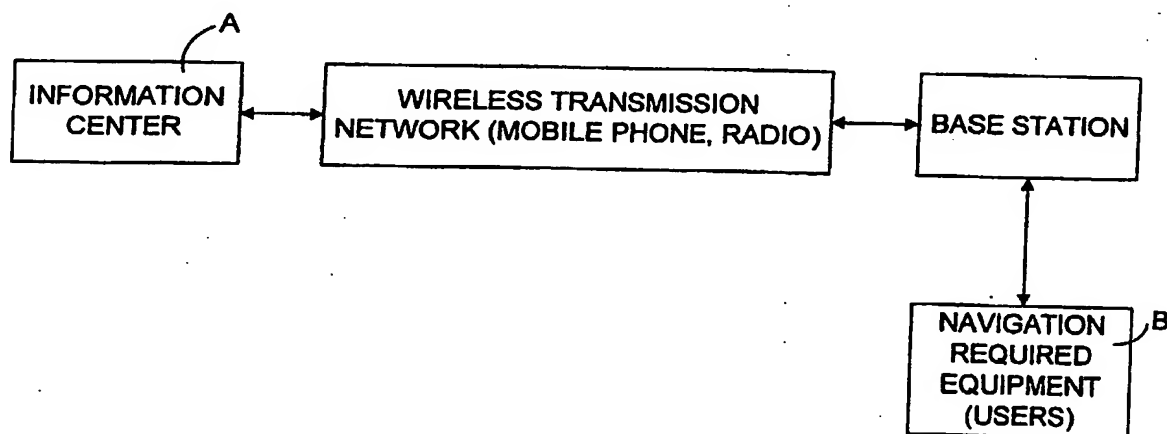 A
INFORMATION
CENTER
WIRELESS TRANSMISSION
NETWORK (MOBILE PHONE, RADIO)
BASE STATION
NAVIGATION
REQUIRED
EQUIPMENT
(USERS)
B